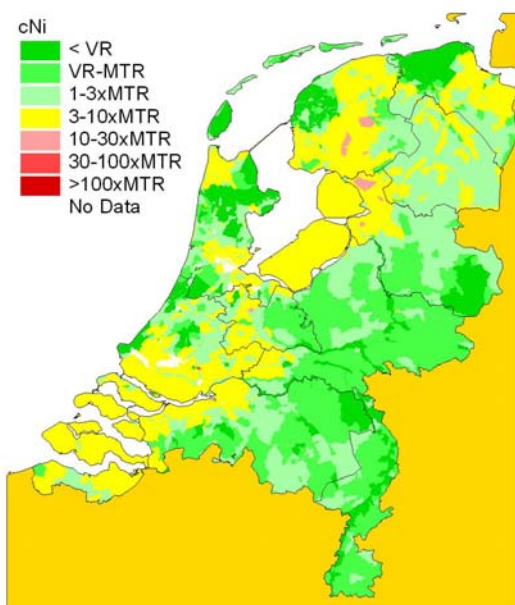 cNi
< VR
VR-MTR
1-3xMTR
3-10xMTR
10-30xMTR
30-100xMTR
>100xMTR
No Data